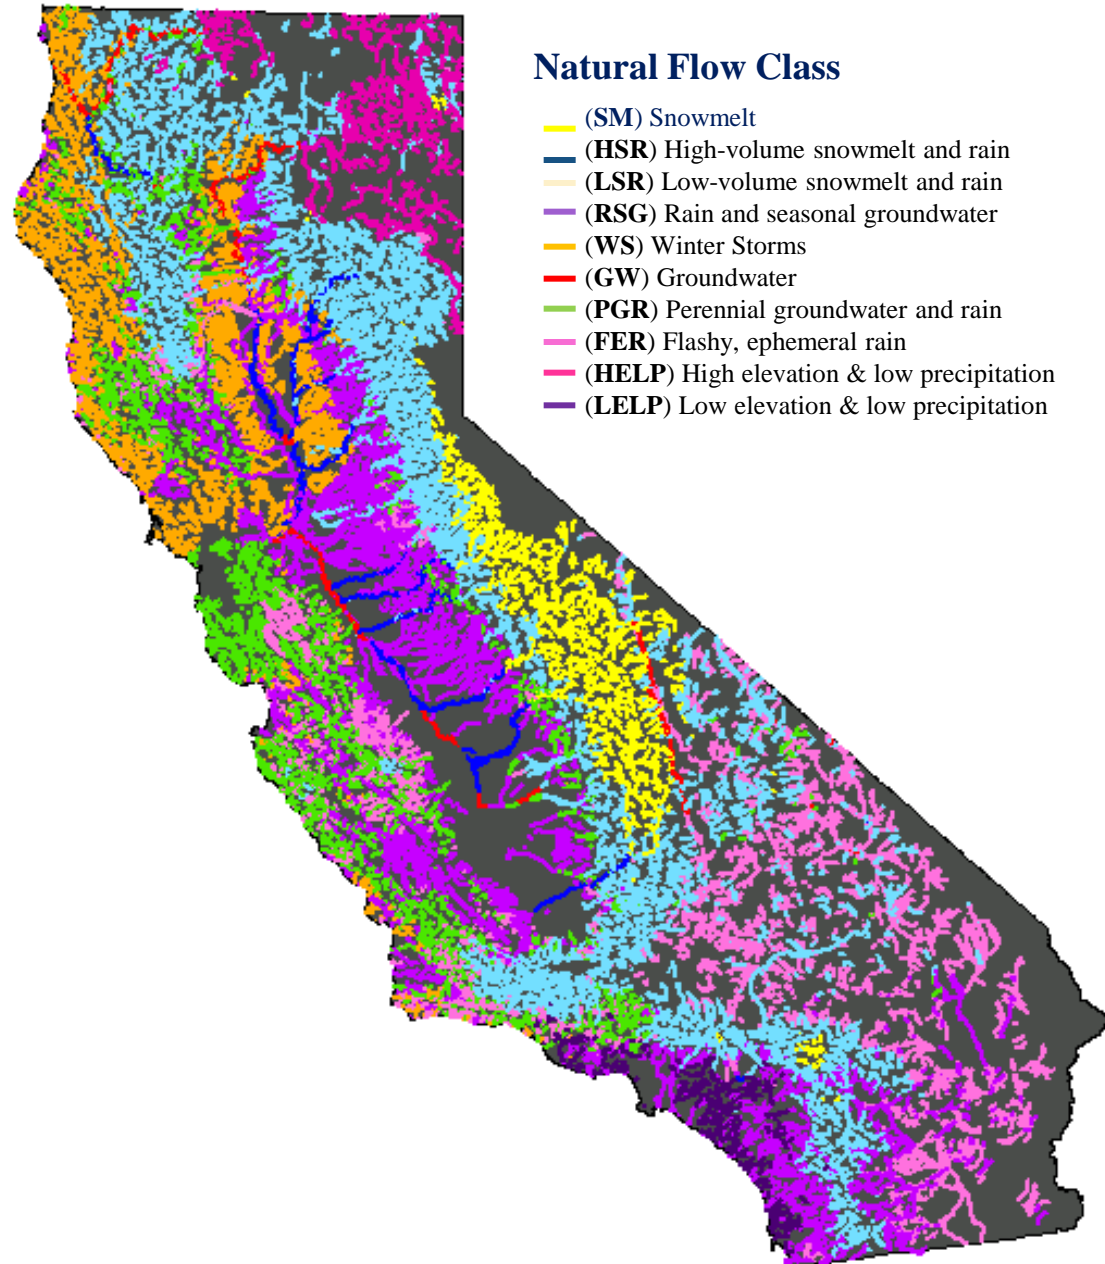 Natural Flow Class
(SM) Snowmelt
(HSR) High-volume snowmelt and rain
(LSR) Low-volume snowmelt and rain
(RSG) Rain and seasonal groundwater
(WS) Winter Storms
(GW) Groundwater
(PGR) Perennial groundwater and rain
(FER) Flashy, ephemeral rain
(HELP) High elevation & low precipitation
(LELP) Low elevation & low precipitation